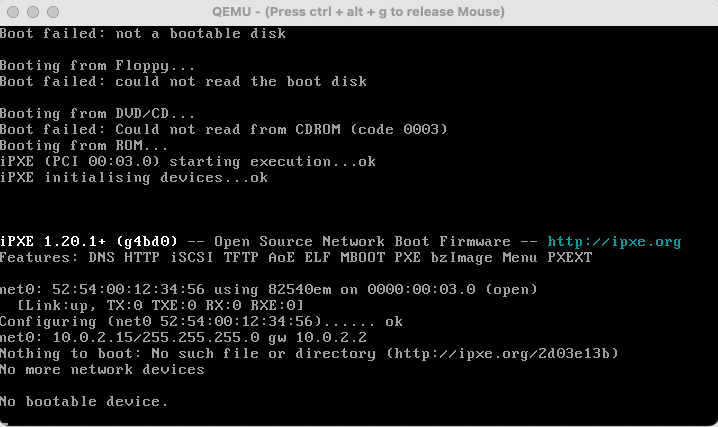 QEMU - (Press ctrl + alt + g to release Mouse)
Boot failed: not a bootable disk
Booting from Floppy...
Boot failed: could not read the boot disk
Booting from DVD/CD...
Boot failed: Could not read from CDROM (code 0003)
Booting from ROM...
iPXE (PCI 00:03.0) starting execution...ok
iPXE initialising devices...ok
iPXE 1.20.1+ (g4bd0) -- Open Source Network Boot Firmware -- http://ipxe.org
Features: DNS HTTP iSCSI TFTP AoE ELF MBOOT PXE bzImage Menu PXEXT
net0: 52:54:00:12:34:56 using 82540em on 0000:00:03.0 (open)
[Link:up, TX:0 TXE:0 RX:0 RXE:0]
Configuring (net0 52:54:00:12:34:56)...... ok
net0: 10.0.2.15/255.255.255.0 gw 10.0.2.2
Nothing to boot: No such file or directory (http://ipxe.org/2d03e13b)
No more network devices
No bootable device.